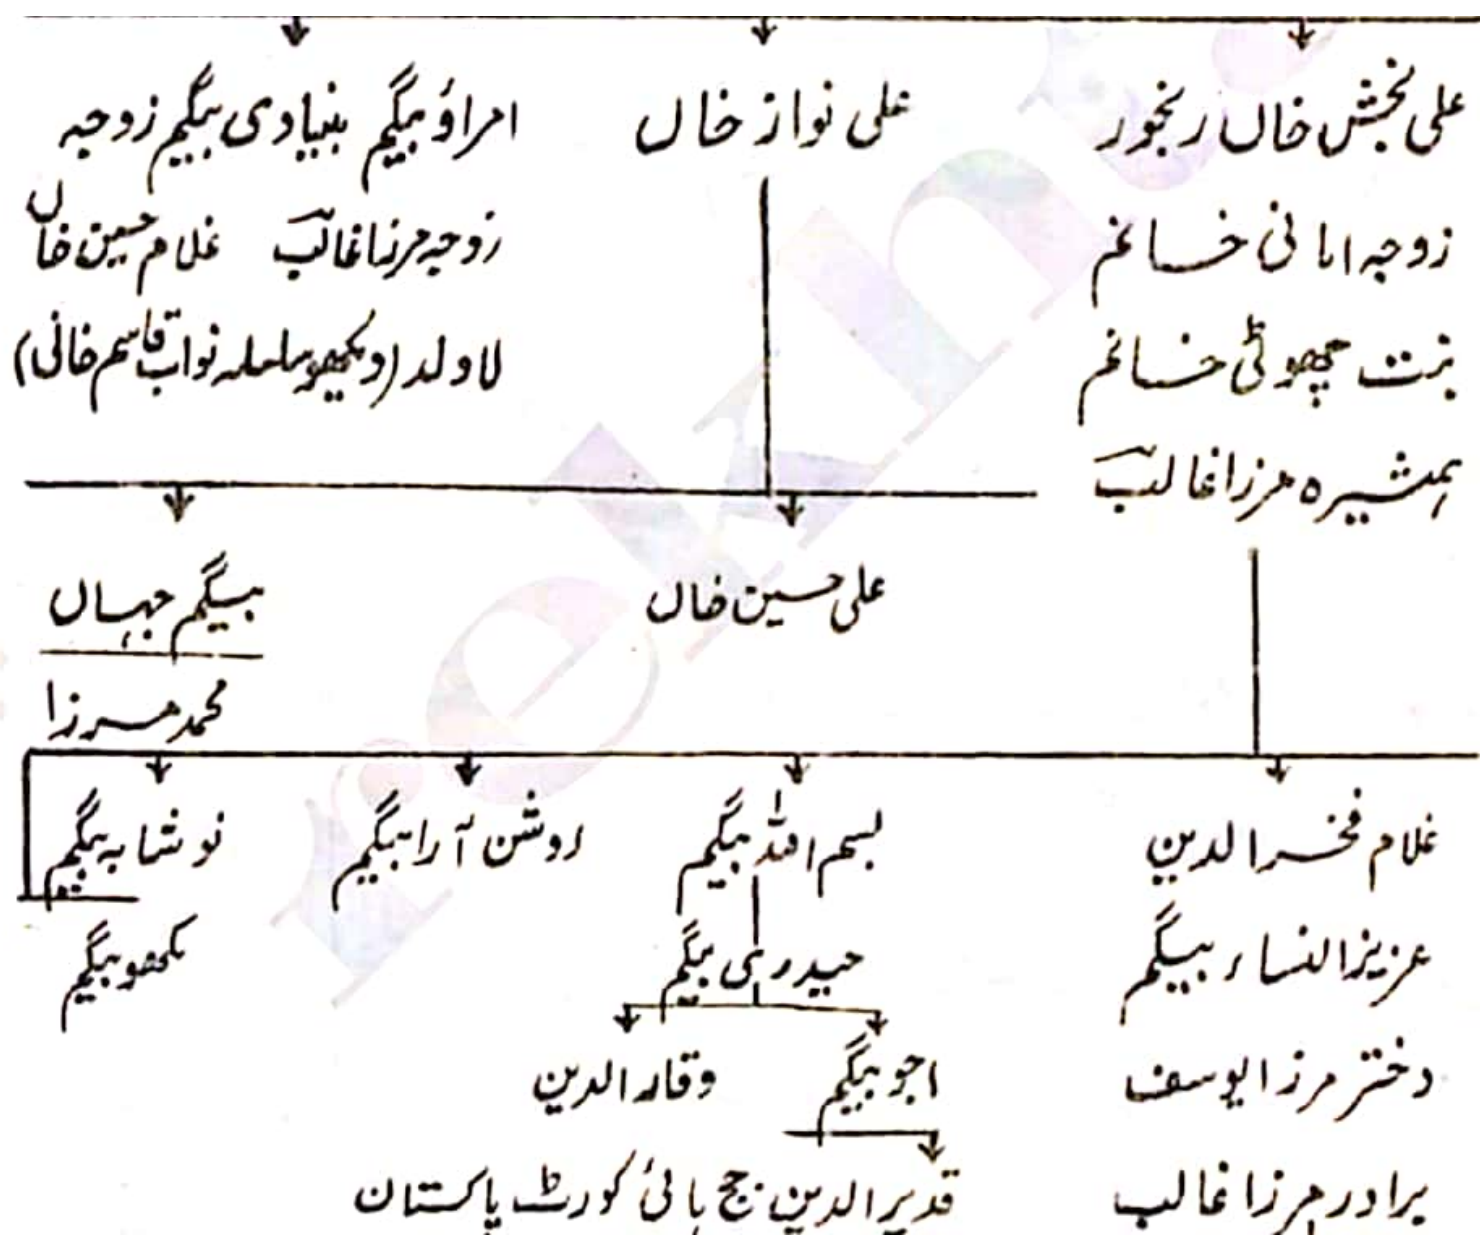 علی بخش خاں رنجور
زوجہ امانی خانم
بنت چھوٹی خانم
ہمشیرہ مرزا غالبؔ
علی نواز خاں
امراؤ بیگم بنیادی بیگم زوجہ
زوجہ مرزا غالبؔ غلام حسین خاں
لاولد (دیکھو سلسلہ نواب قاسم خانی)
علی حسین خاں
بیگم جہاں
محمد مرزا
غلام فخر الدین
عزیز النساء بیگم
دختر مرزا یوسف
برادر مرزا غالب
بسم اللہ بیگم
حیدری بیگم
اجو بیگم
وقار الدین
قدیر الدین جج ہائی کورٹ پاکستان
روشن آرا بیگم
نوشابہ بیگم
بیگم
rekh